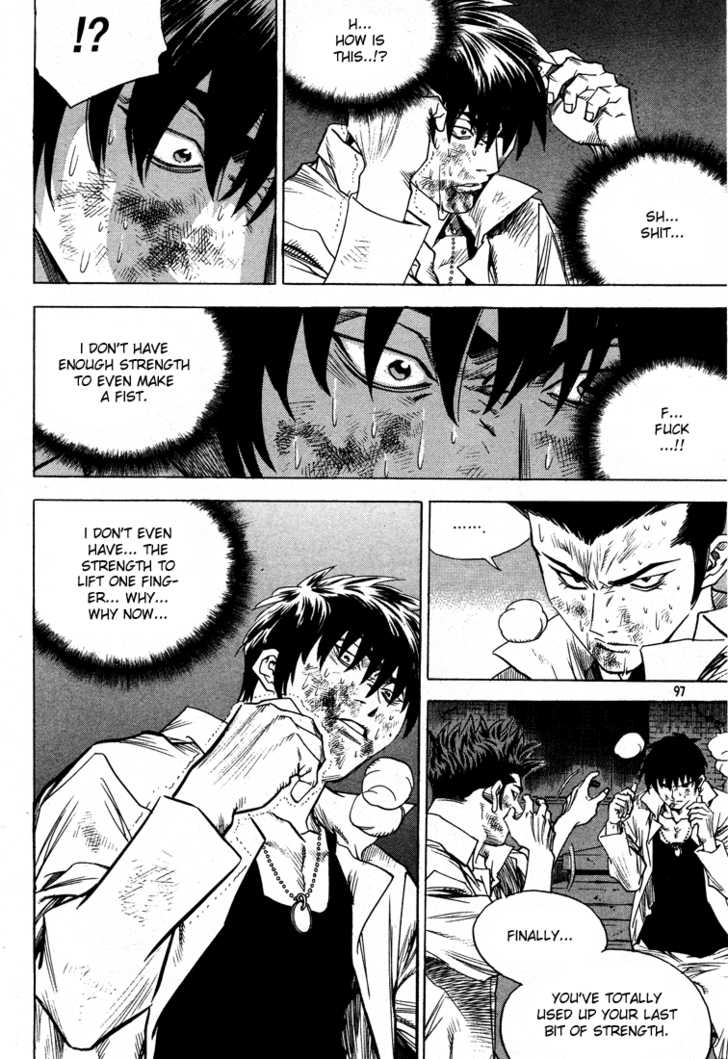 !?
H...
HOW IS
THIS..!?
SH...
SHIT...
I DON'T HAVE
ENOUGH STRENGTH
TO EVEN MAKE
A FIST.
F...
FUCK
...!!
I DON'T EVEN
HAVE... THE
STRENGTH TO
LIFT ONE FING-
ER... WHY...
WHY NOW...
.......
97
FINALLY...
YOU'VE TOTALLY
USED UP YOUR LAST
BIT OF STRENGTH.